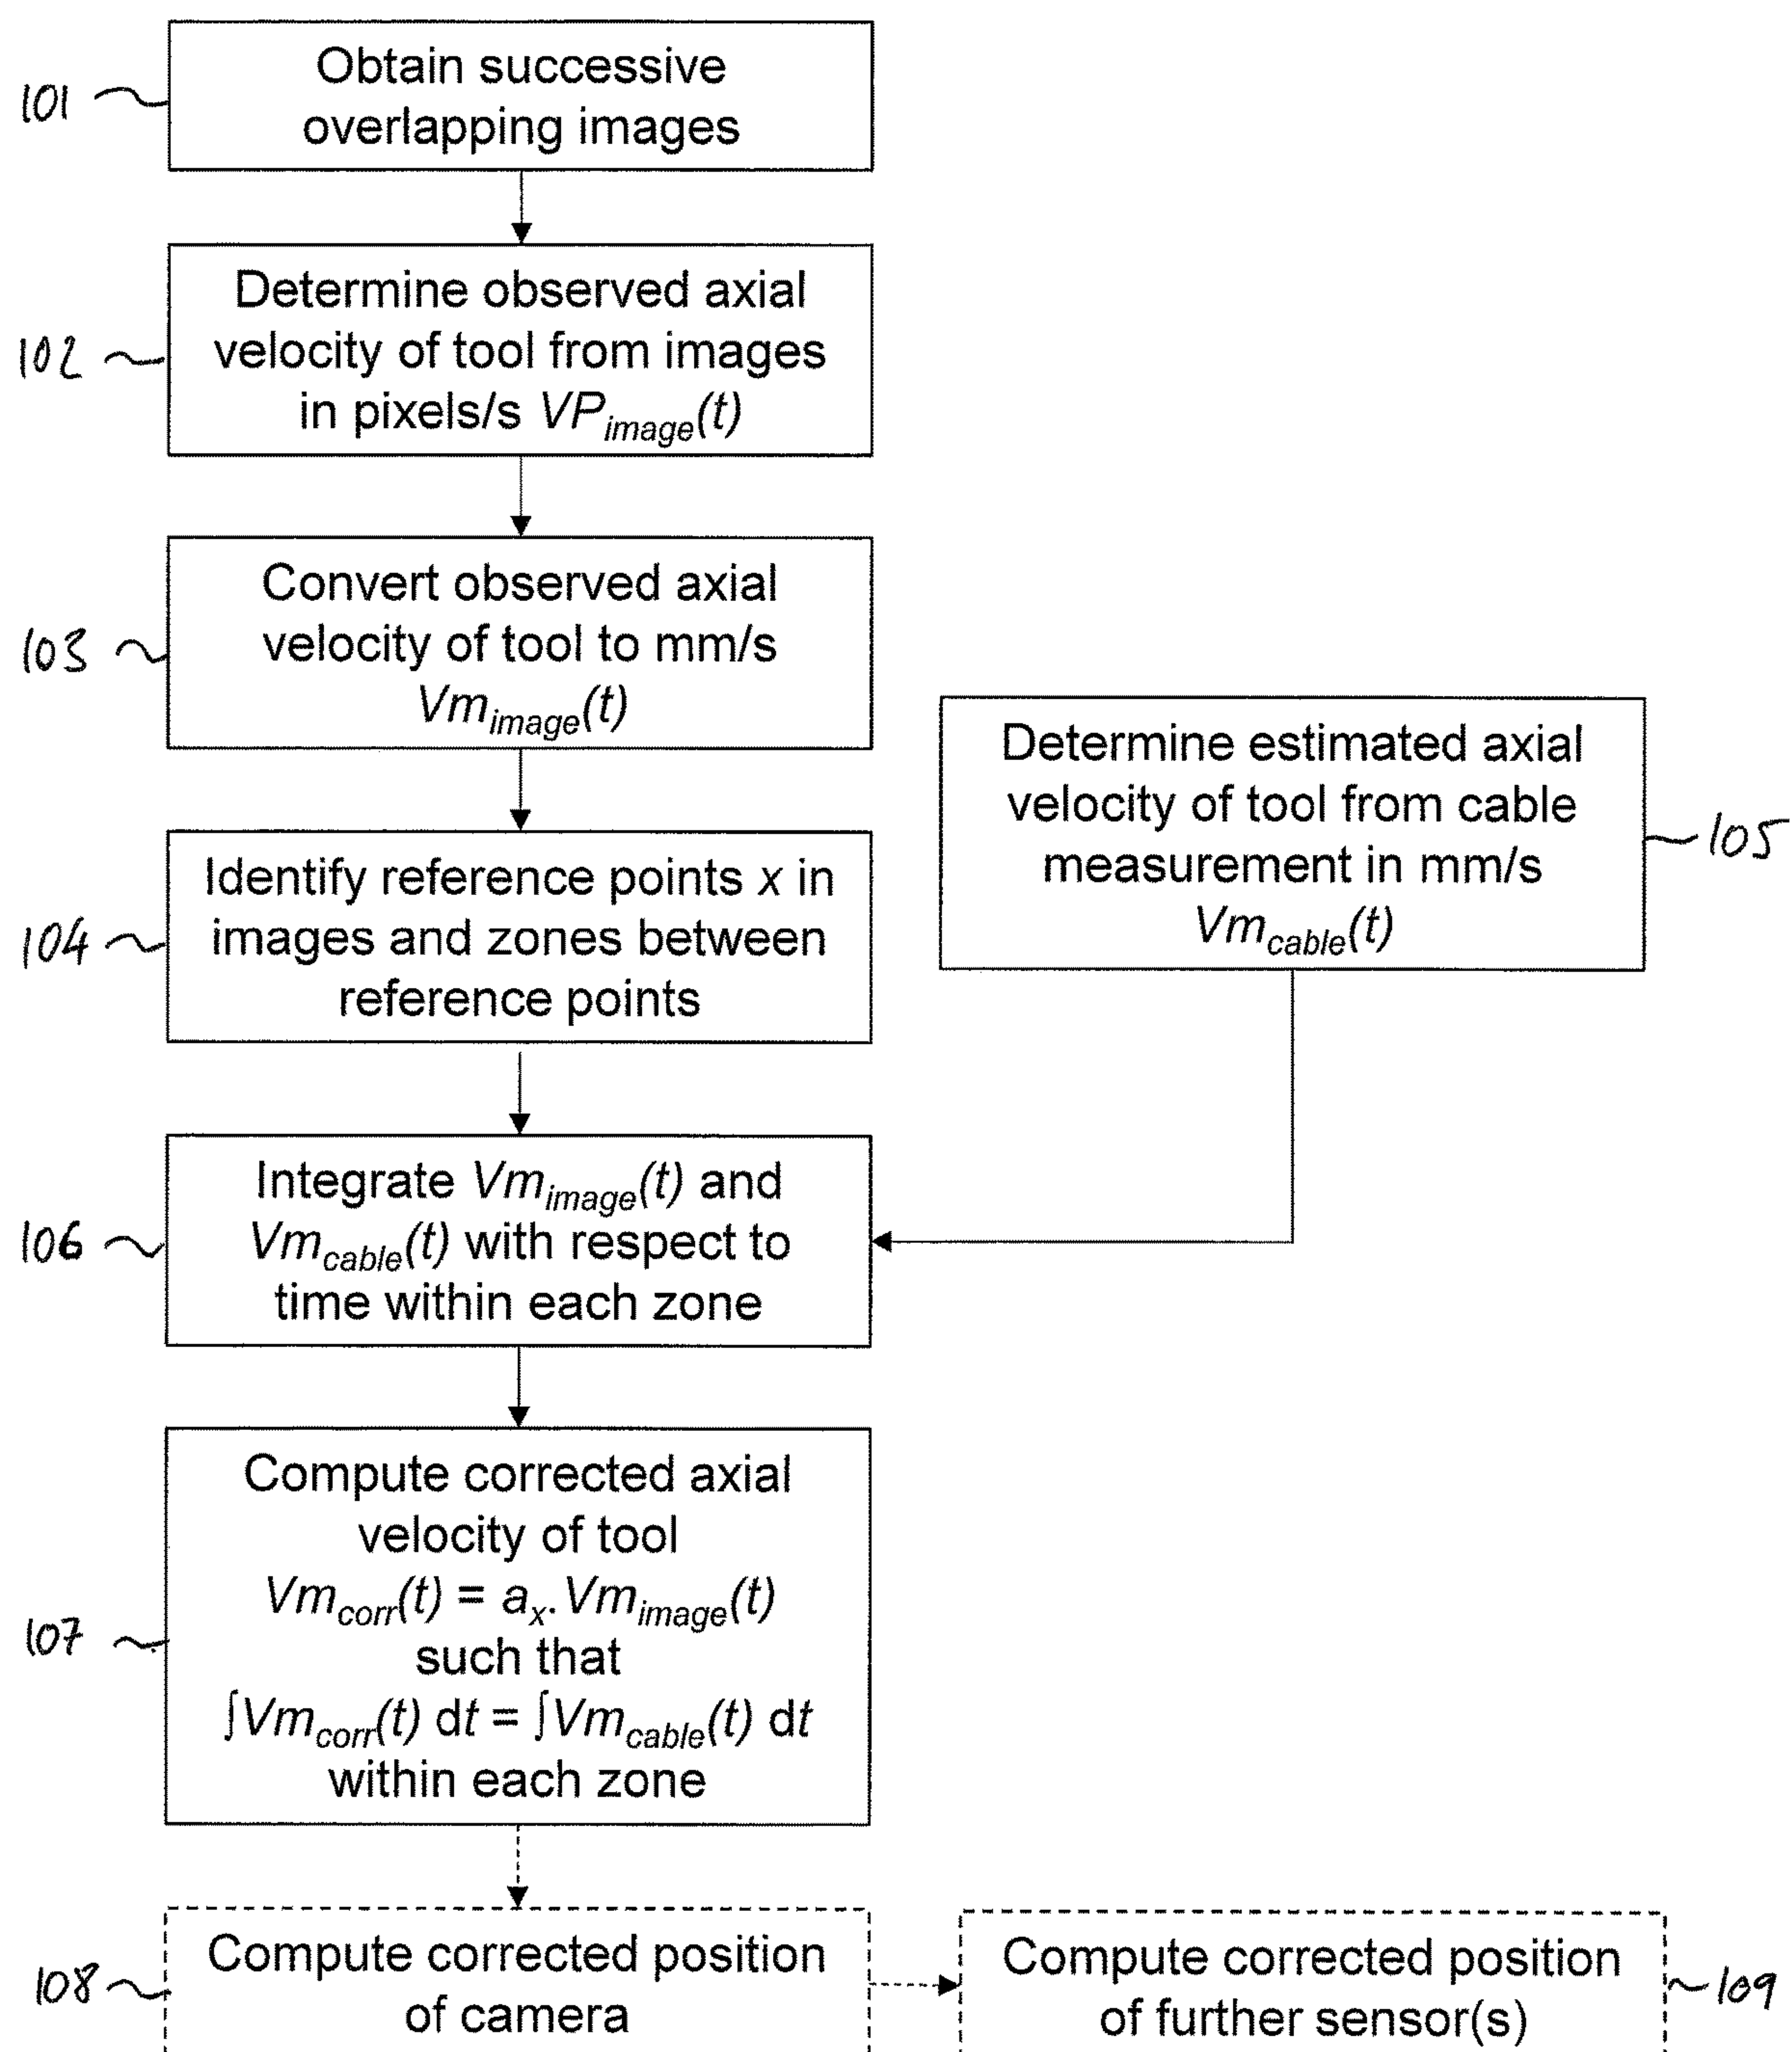 101
Obtain successive
overlapping images
102
Determine observed axial
velocity of tool from images
in pixels/s VPimage(t)
103
Convert observed axial
velocity of tool to mm/s
Vmimage(t)
104
Identify reference points x in
images and zones between
reference points
Determine estimated axial
velocity of tool from cable
measurement in mm/s
Vmcable(t)
105
106
Integrate Vmimage(t) and
Vmcable(t) with respect to
time within each zone
107
Compute corrected axial
velocity of tool
Vmcorr(t) = ax. Vmimage(t)
such that
∫Vmcorr(t) dt = ∫Vmcable(t) dt
within each zone
108
Compute corrected position
of camera
Compute corrected position
of further sensor(s)
109